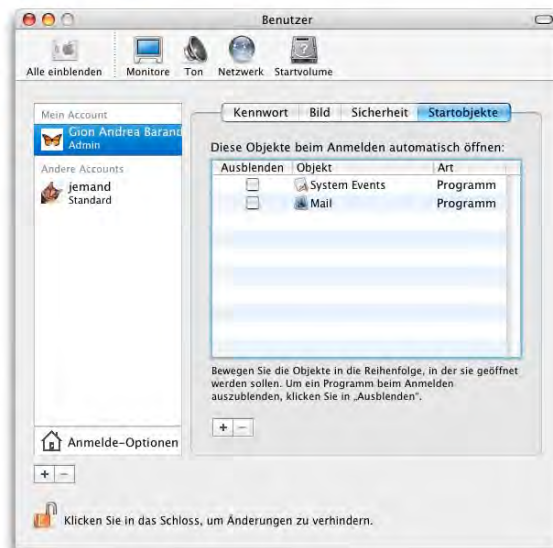 Benutzer
Alle einblenden Monitore Ton Netzwerk Startvolume
Mein Account
Gion Andrea Baranu
Admin
Andere Accounts
jemand
Standard
Anmelde-Optionen
Kennwort Bild Sicherheit Startobjekte
Diese Objekte beim Anmelden automatisch öffnen:
Ausblenden Objekt Art
System Events Programm
Mail Programm
Bewegen Sie die Objekte in die Reihenfolge, in der sie geöffnet
werden sollen. Um ein Programm beim Anmelden
auszublenden, klicken Sie in „Ausblenden“.
+ −
+ −
Klicken Sie in das Schloss, um Änderungen zu verhindern.